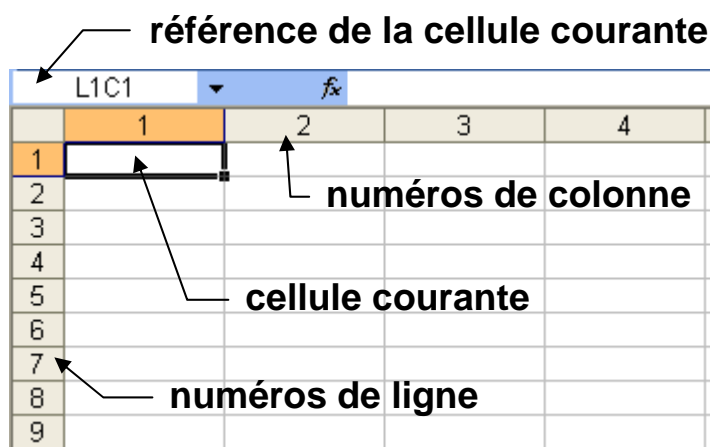 référence de la cellule courante
L1C1 fx
1 2 3 4
1
2 numéros de colonne
3
4
5 cellule courante
6
7
8 numéros de ligne
9